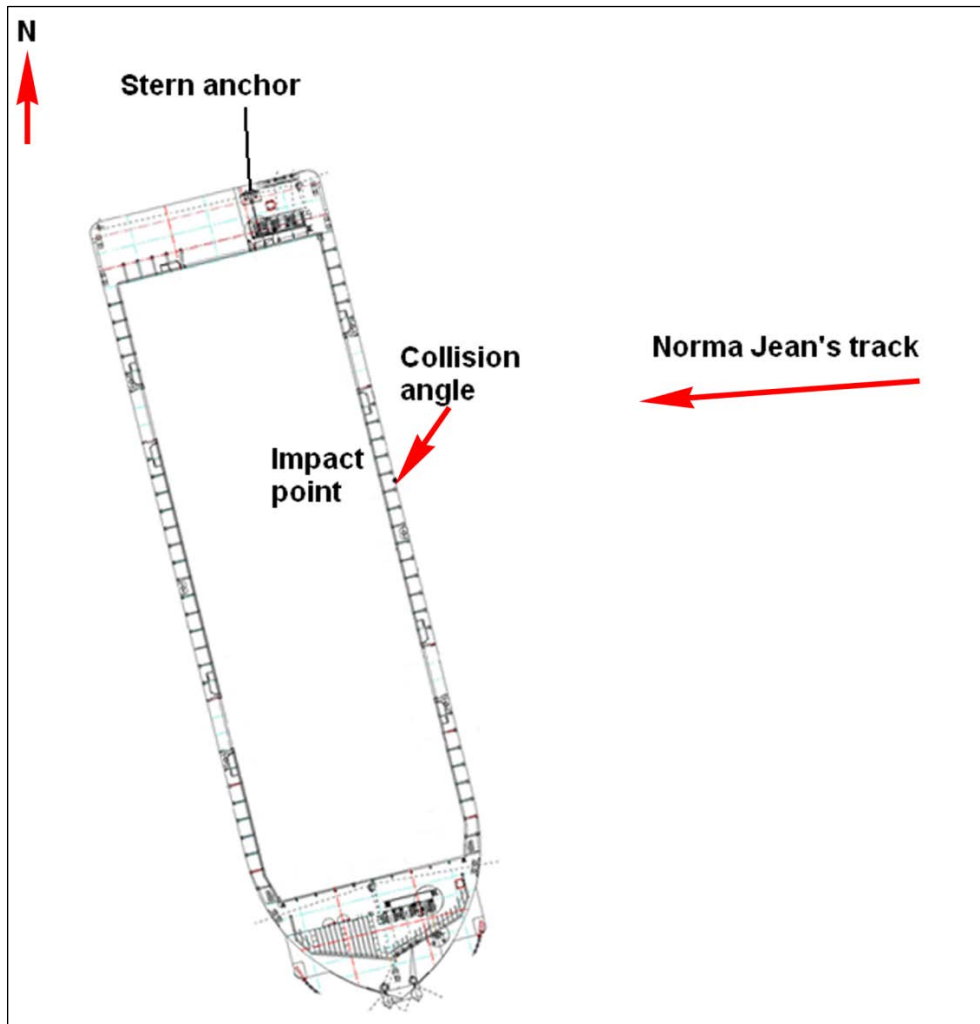 N
Stern anchor
Collision
angle
Norma Jean's track
Impact
point